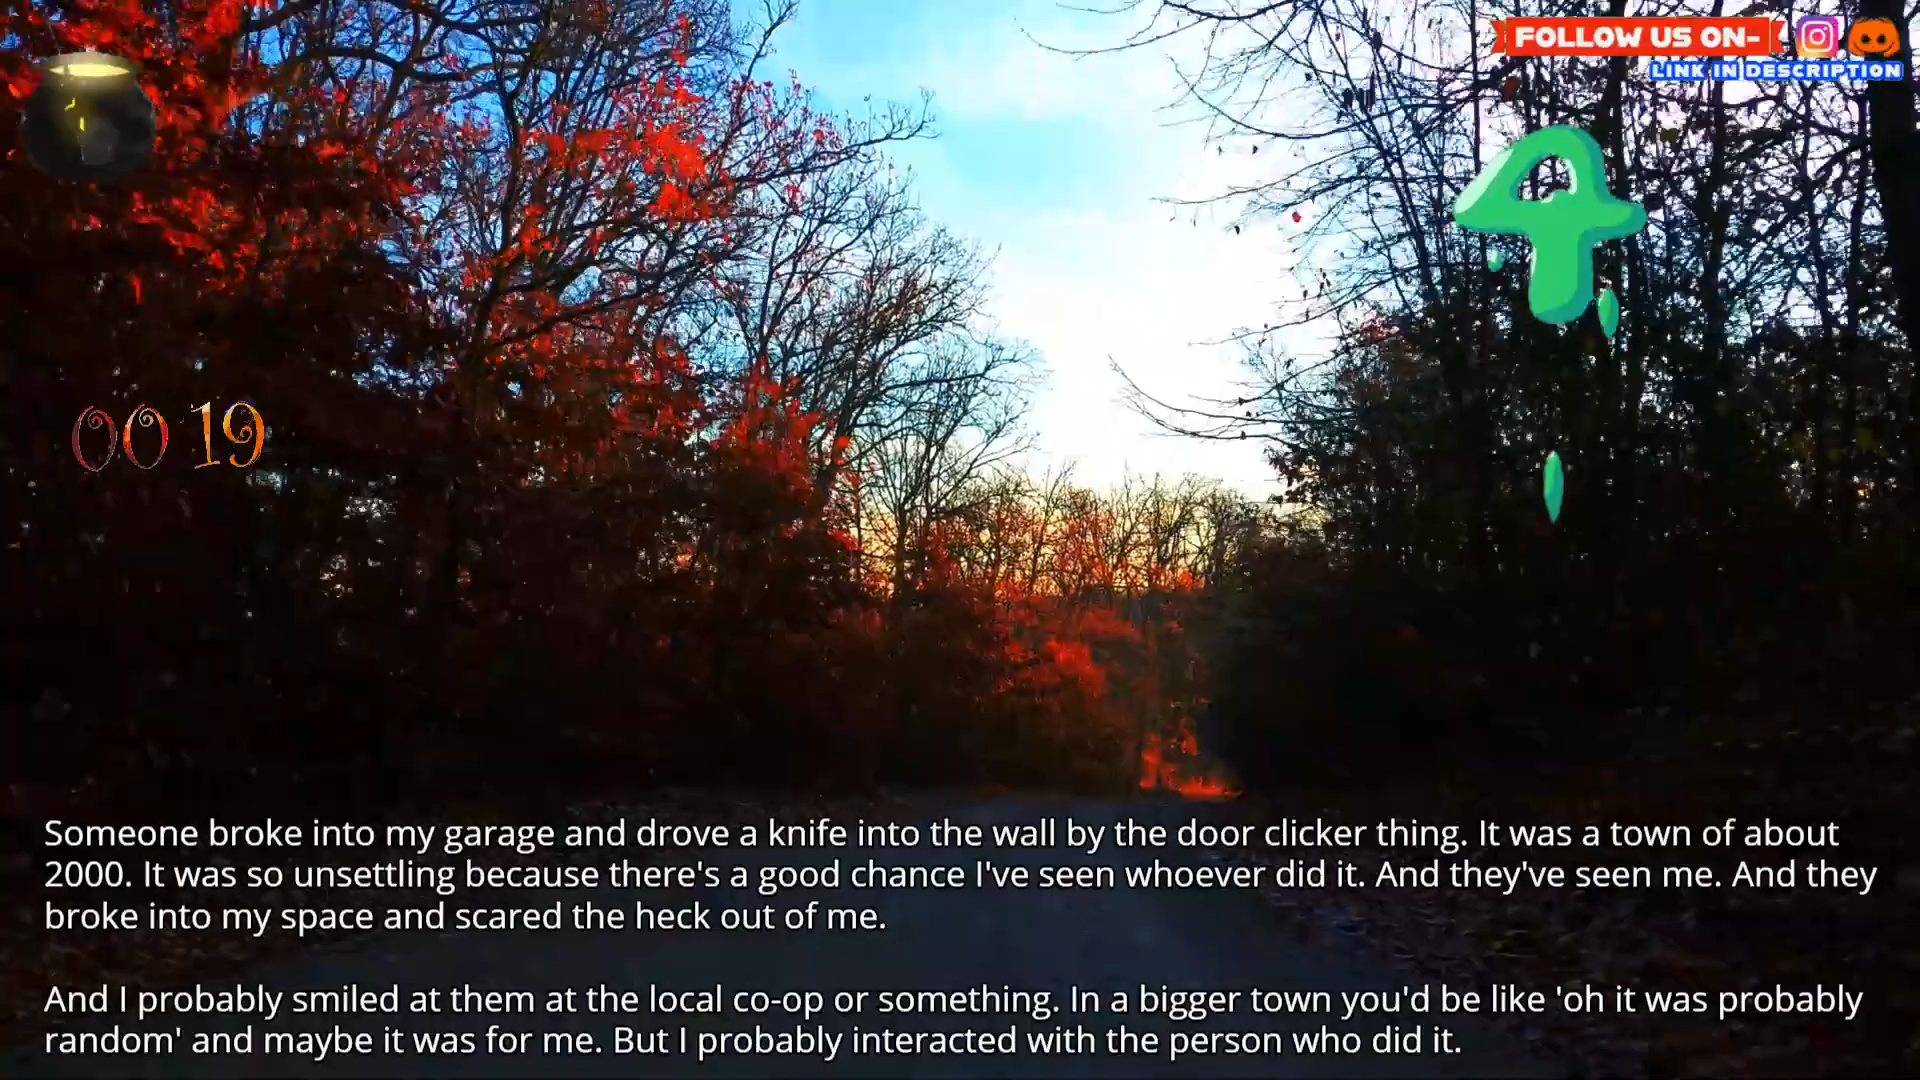 FOLLOW US ON-
LINK IN DESCRIPTION
4
00 19
Someone broke into my garage and drove a knife into the wall by the door clicker thing. It was a town of about
2000. It was so unsettling because there's a good chance I've seen whoever did it. And they've seen me. And they
broke into my space and scared the heck out of me.
And I probably smiled at them at the local co-op or something. In a bigger town you'd be like 'oh it was probably
random' and maybe it was for me. But I probably interacted with the person who did it.